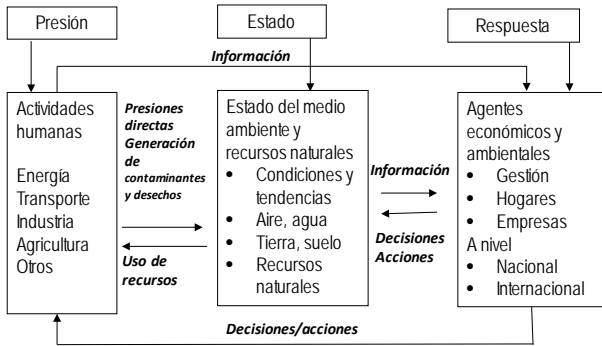 Presión
Estado
Respuesta
Información
Actividades
humanas
Energía
Transporte
Industria
Agricultura
Otros
Presiones
directas
Generación
de
contaminantes
y desechos
Uso de
recursos
Estado del medio
ambiente y
recursos naturales
• Condiciones y
tendencias
• Aire, agua
• Tierra, suelo
• Recursos
naturales
Información
Decisiones
Acciones
Agentes
económicos y
ambientales
• Gestión
• Hogares
• Empresas
A nivel
• Nacional
• Internacional
Decisiones/acciones